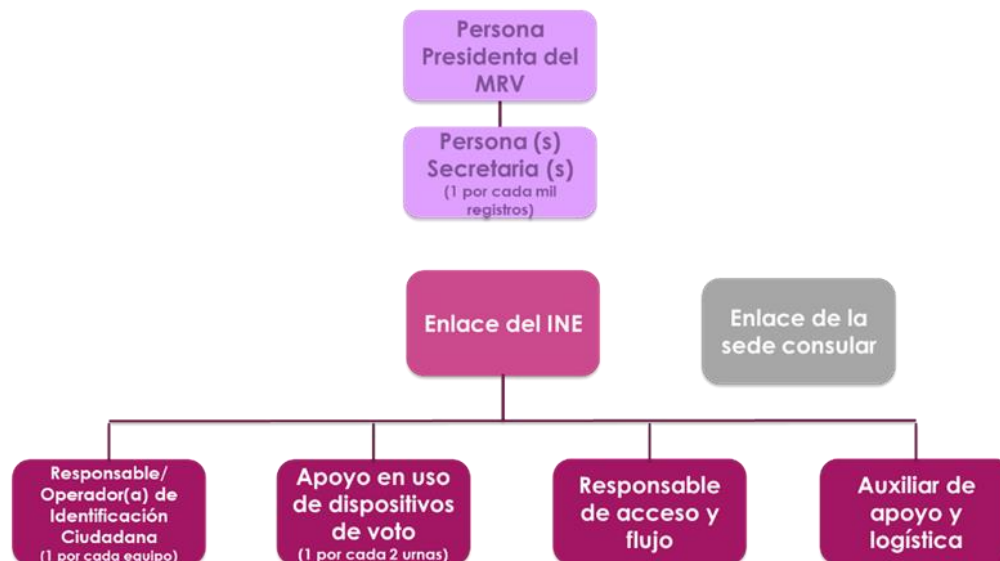 Persona
Presidenta del
MRV
Persona (s)
Secretaria (s)
(1 por cada mil
registros)
Enlace del INE
Enlace de la
sede consular
Responsable/
Operador(a) de
Identificación
Ciudadana
(1 por cada equipo)
Apoyo en uso
de dispositivos
de voto
(1 por cada 2 urnas)
Responsable
de acceso y
flujo
Auxiliar de
apoyo y
logística